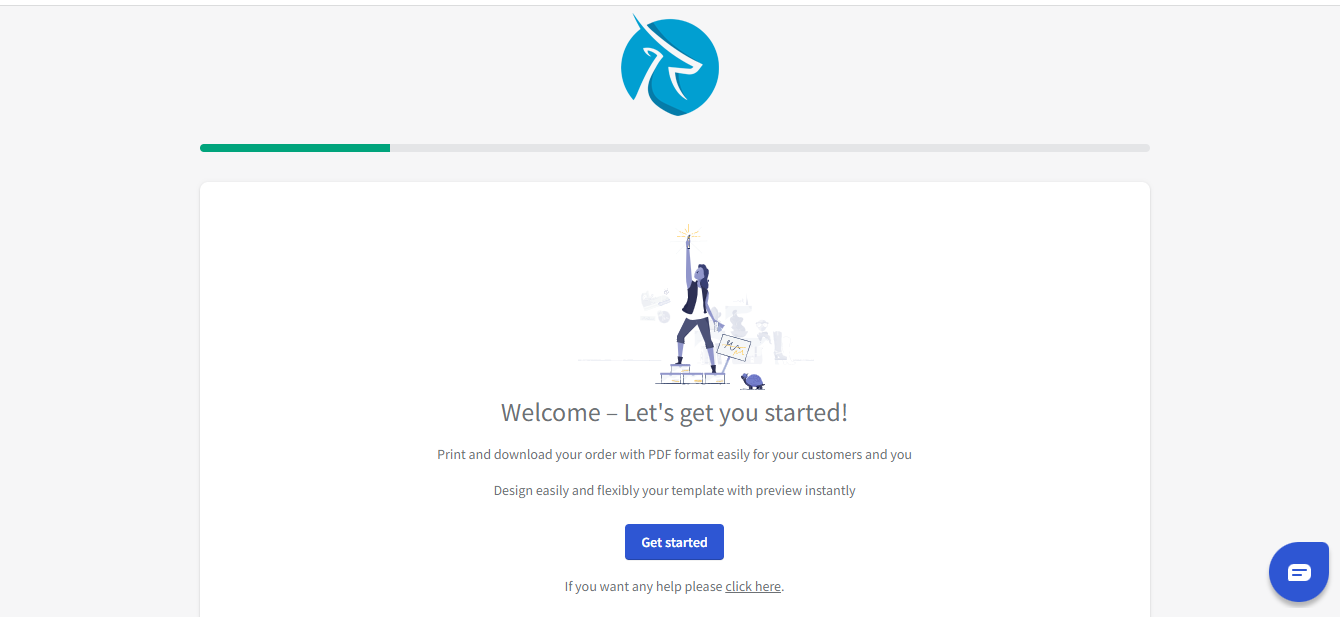 Welcome – Let's get you started!
Print and download your order with PDF format easily for your customers and you
Design easily and flexibly your template with preview instantly
Get started
If you want any help please click here.